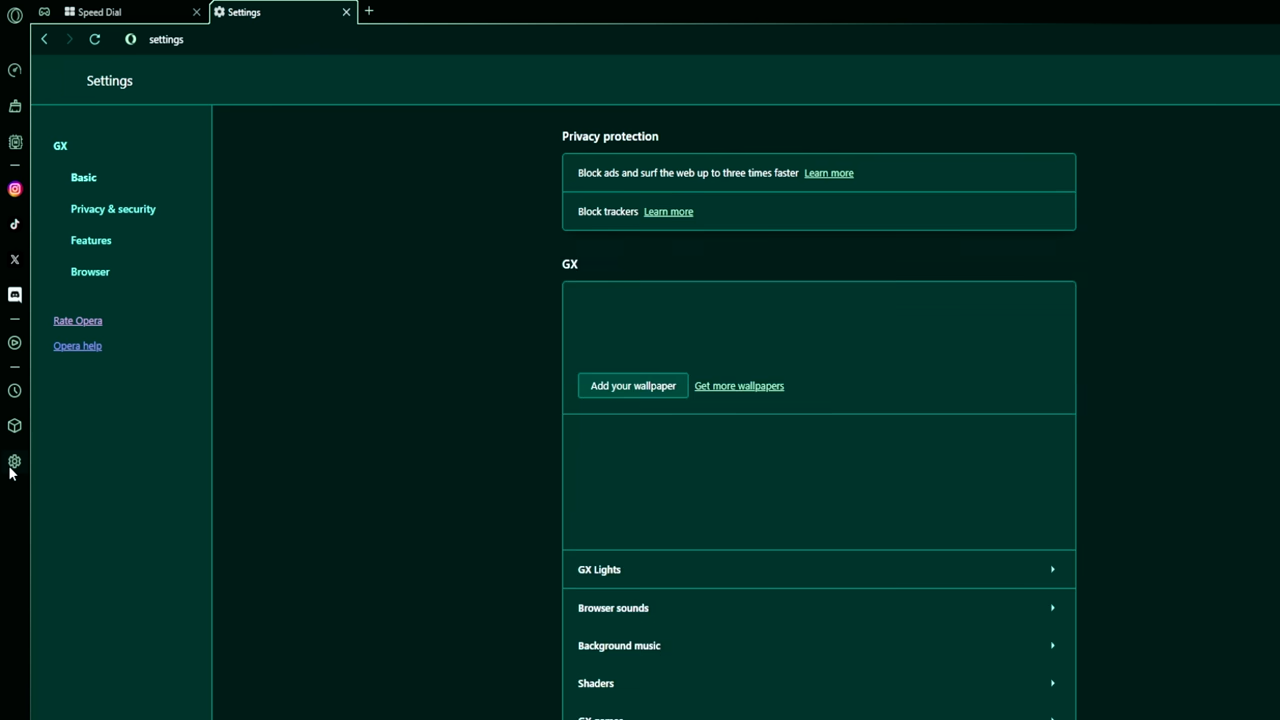 Speed Dial
Settings
settings
Settings
GX
Basic
Privacy & security
Features
Browser
Rate Opera
Opera help
Privacy protection
Block ads and surf the web up to three times faster Learn more
Block trackers Learn more
GX
Add your wallpaper Get more wallpapers
GX Lights
Browser sounds
Background music
Shaders
GX games